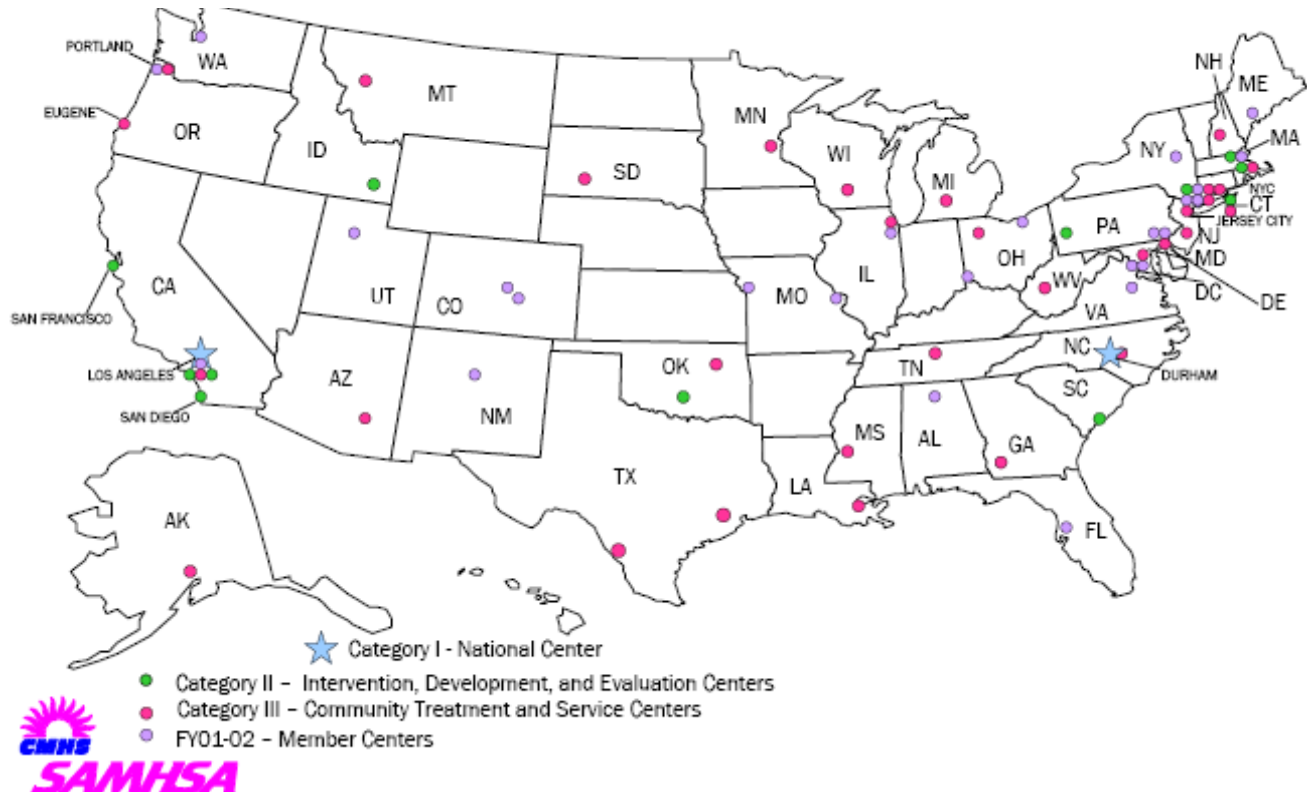 PORTLAND
WA
NH
ME
MT
EUGENE
MN
OR
MA
ID
NY
WI
SD
MI
NYC
CT
PA
JERSEY CITY
OH
NJ
MD
IL
CA
UT
MO
WV
DC
DE
CO
SAN FRANCISCO
VA
NC
OK
TN
LOS ANGELES
AZ
DURHAM
SC
SAN DIEGO
NM
MS
AL
GA
TX
LA
AK
FL
Category I - National Center
Category II – Intervention, Development, and Evaluation Centers
Category III – Community Treatment and Service Centers
FY01-02 – Member Centers
CMHS
SAMHSA